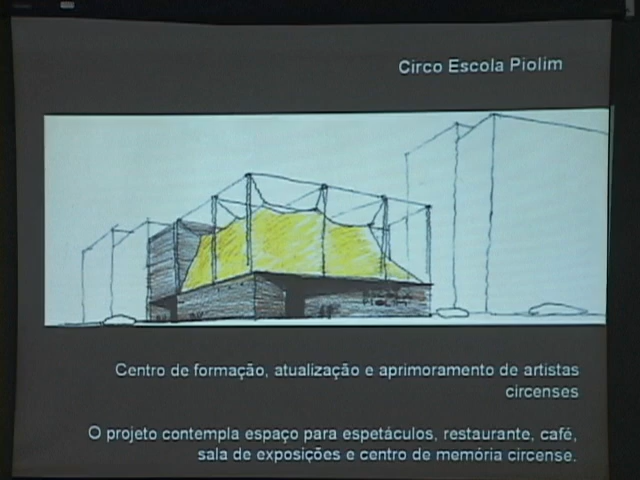 Circo Escola Piolim
Centro de formação, atualização e aprimoramento de artistas
circenses
O projeto contempla espaço para espetáculos, restaurante, café,
sala de exposições e centro de memória circense.